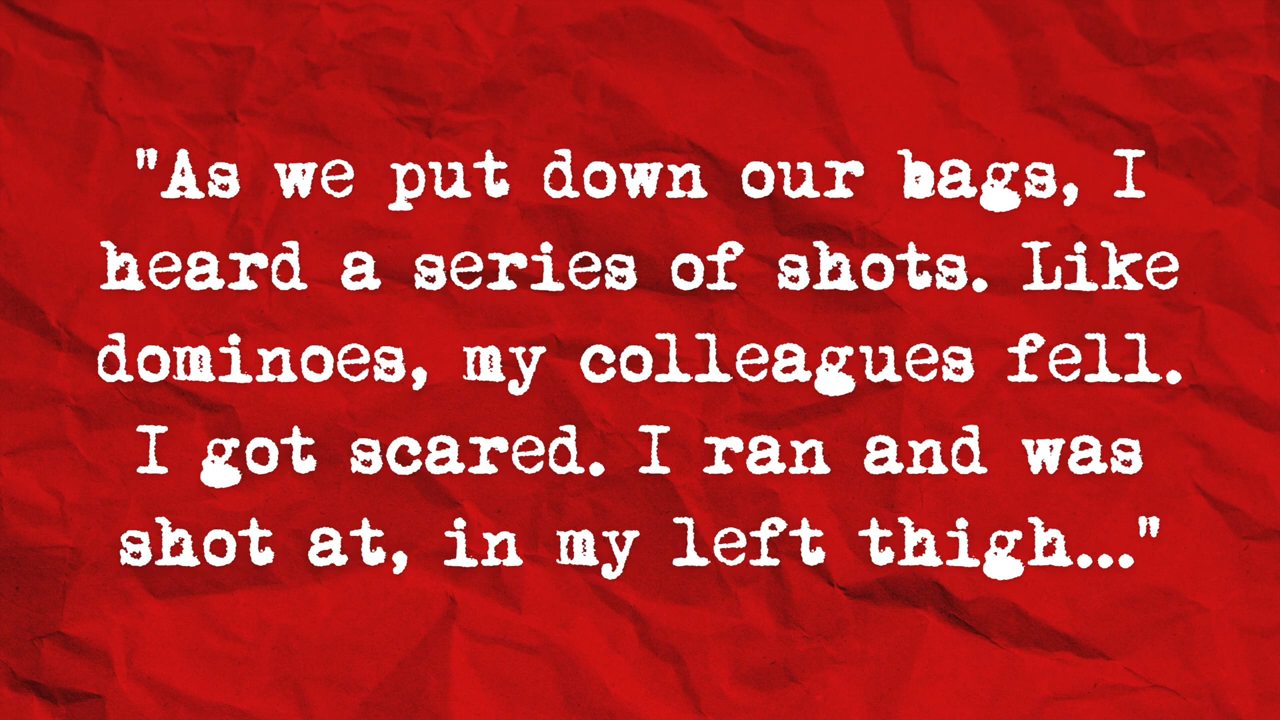 "As we put down our bags, I
heard a series of shots. Like
dominoes, my colleagues fell.
I got scared. I ran and was
shot at, in my left thigh..."